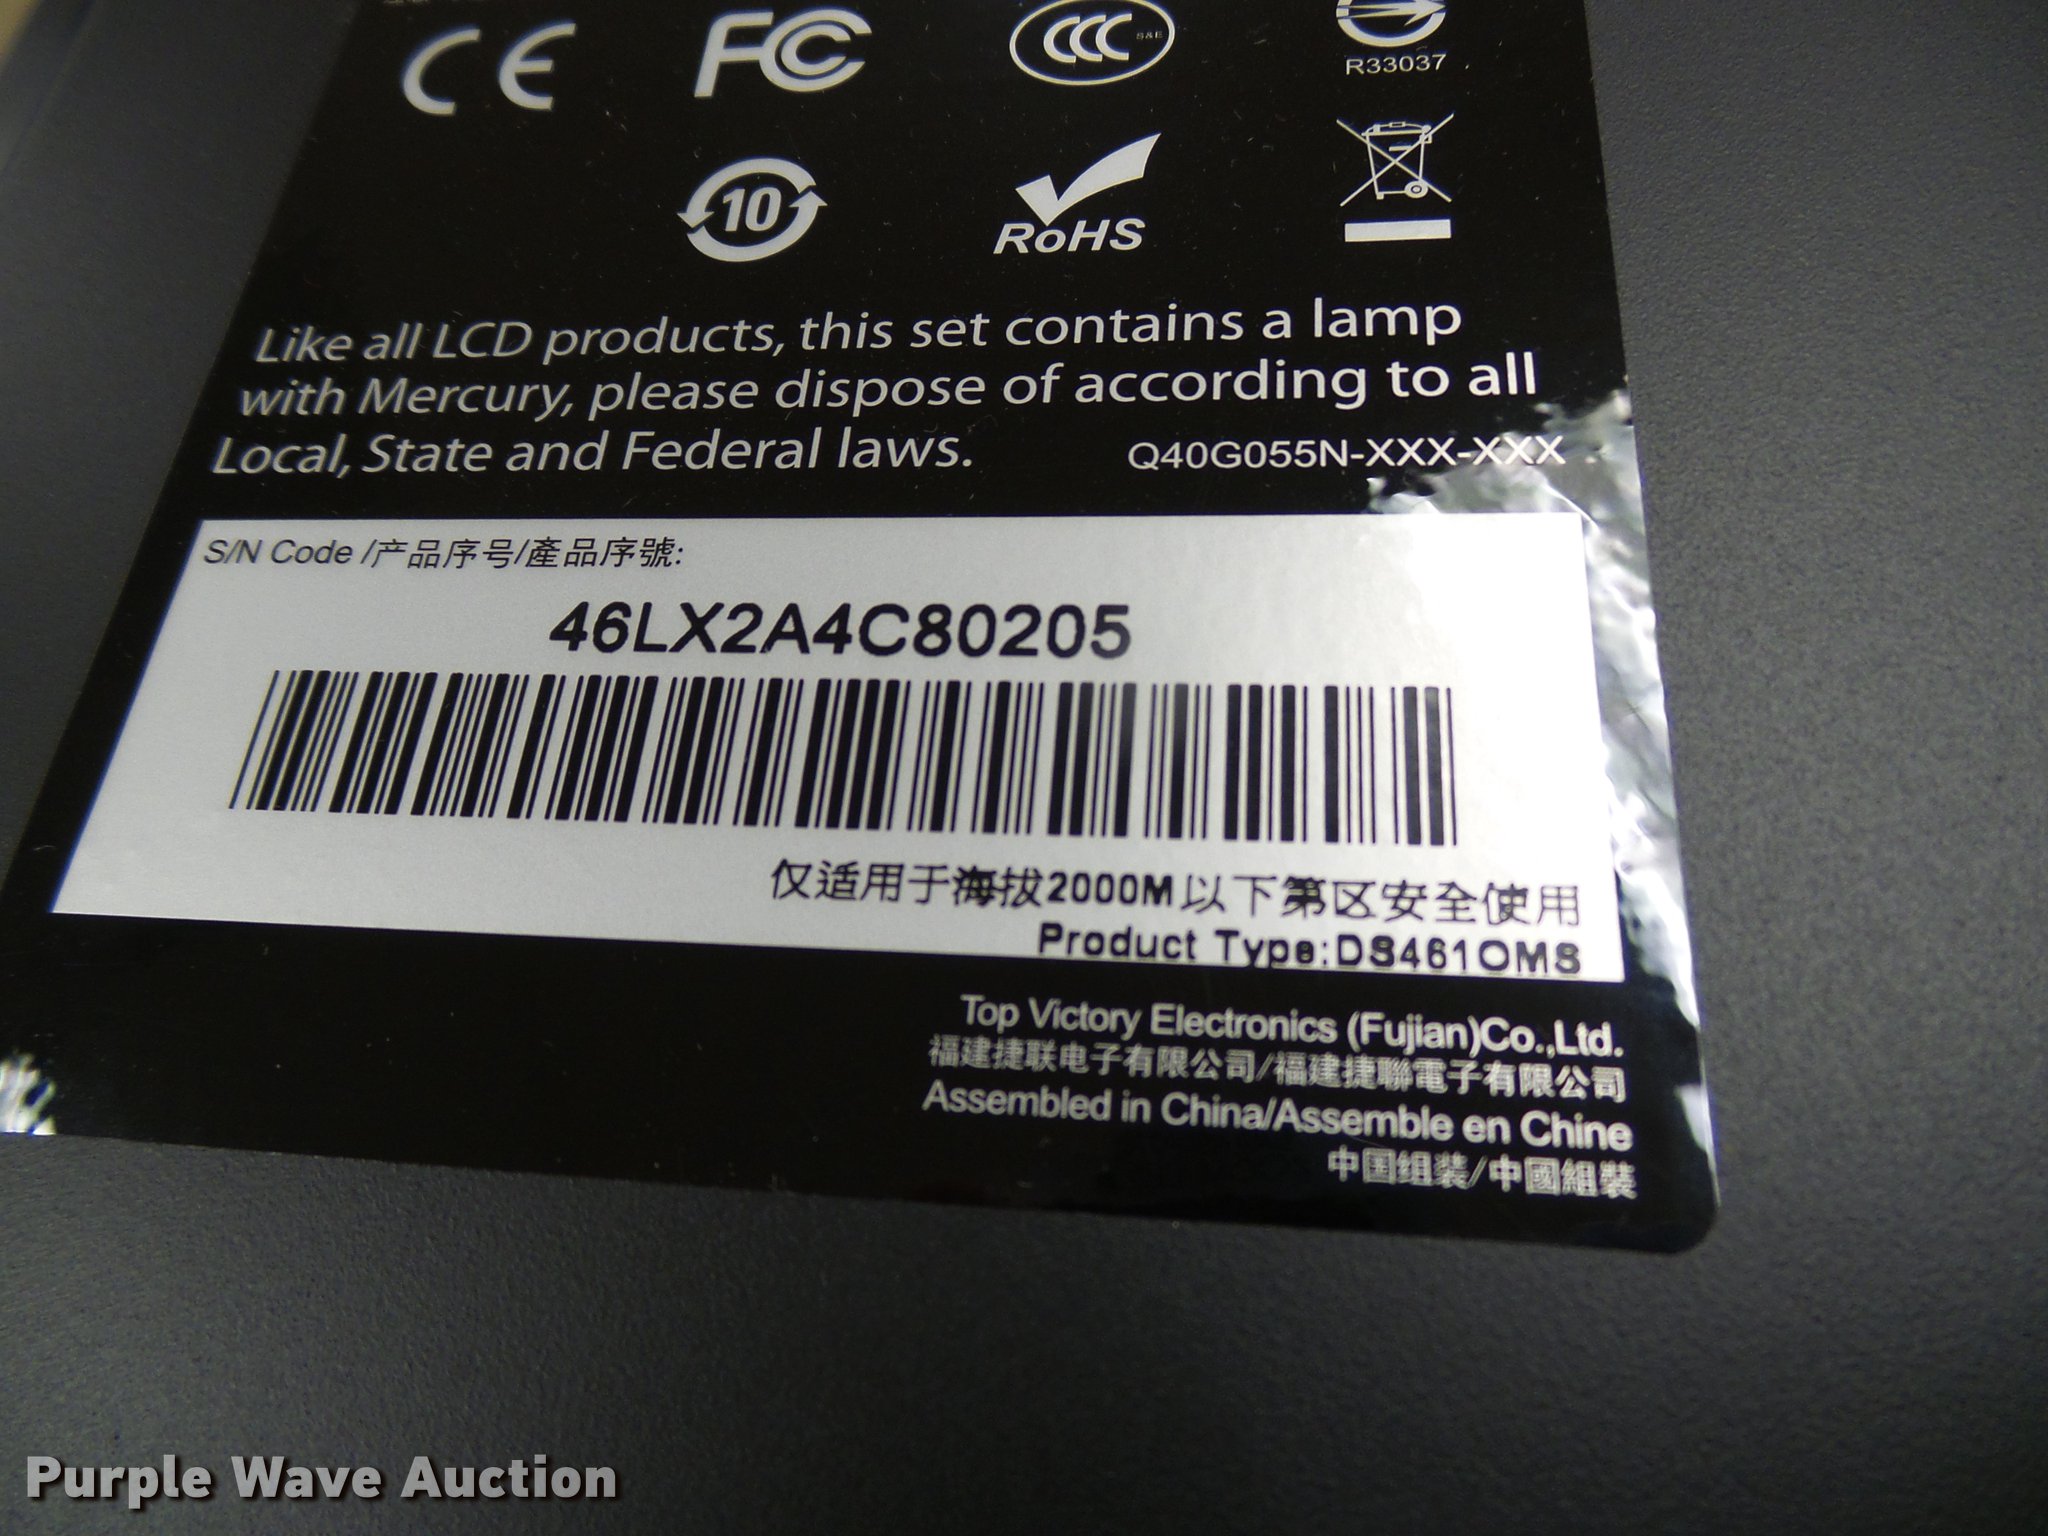 CE FC CCC S&E
R33037
10 RoHS
Like all LCD products, this set contains a lamp
with Mercury, please dispose of according to all
Local, State and Federal laws. Q40G055N-XXX-XXX
S/N Code /产品序号/產品序號:
46LX2A4C80205
仅适用于海拔2000M以下第区安全使用
Product Type:DS461OMS
Top Victory Electronics (Fujian)Co.,Ltd.
福建捷联电子有限公司/福建捷聯電子有限公司
Assembled in China/Assemble en Chine
中国组装/中國組裝
Purple Wave Auction